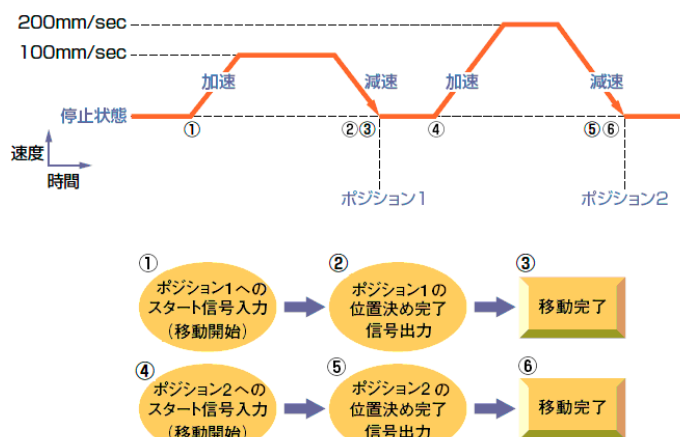 200mm/sec
100mm/sec
加速
減速
加速
減速
停止状態
①
②③
④
⑤⑥
速度
時間
ポジション1
ポジション2
①
ポジション1への
スタート信号入力
(移動開始)
②
ポジション1の
位置決め完了
信号出力
③
移動完了
④
ポジション2への
スタート信号入力
(移動開始)
⑤
ポジション2の
位置決め完了
信号出力
⑥
移動完了